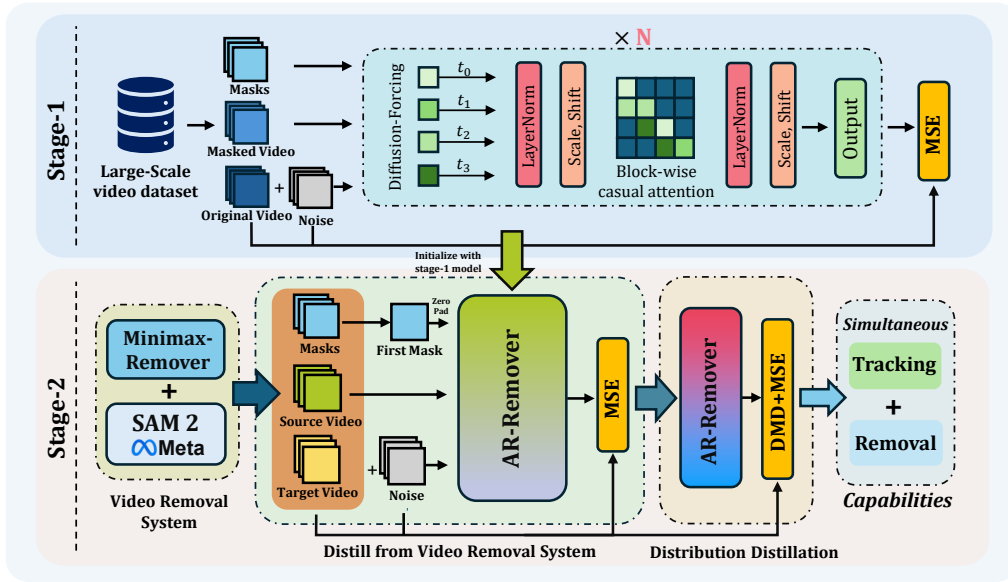 Stage-1
Large-Scale
video dataset
Masks
Masked Video
Original Video
+
Noise
× N
Diffusion-Forcing
t0
t1
t2
t3
LayerNorm
Scale, Shift
Block-wise
casual attention
LayerNorm
Scale, Shift
Output
MSE
Initialize with
stage-1 model
Stage-2
Minimax-
Remover
+
SAM 2
Meta
Video Removal
System
Masks
First Mask
Zero
Pad
Source Video
Target Video
+
Noise
AR-Remover
MSE
Distill from Video Removal System
AR-Remover
DMD+MSE
Distribution Distillation
Simultaneous
Tracking
+
Removal
Capabilities